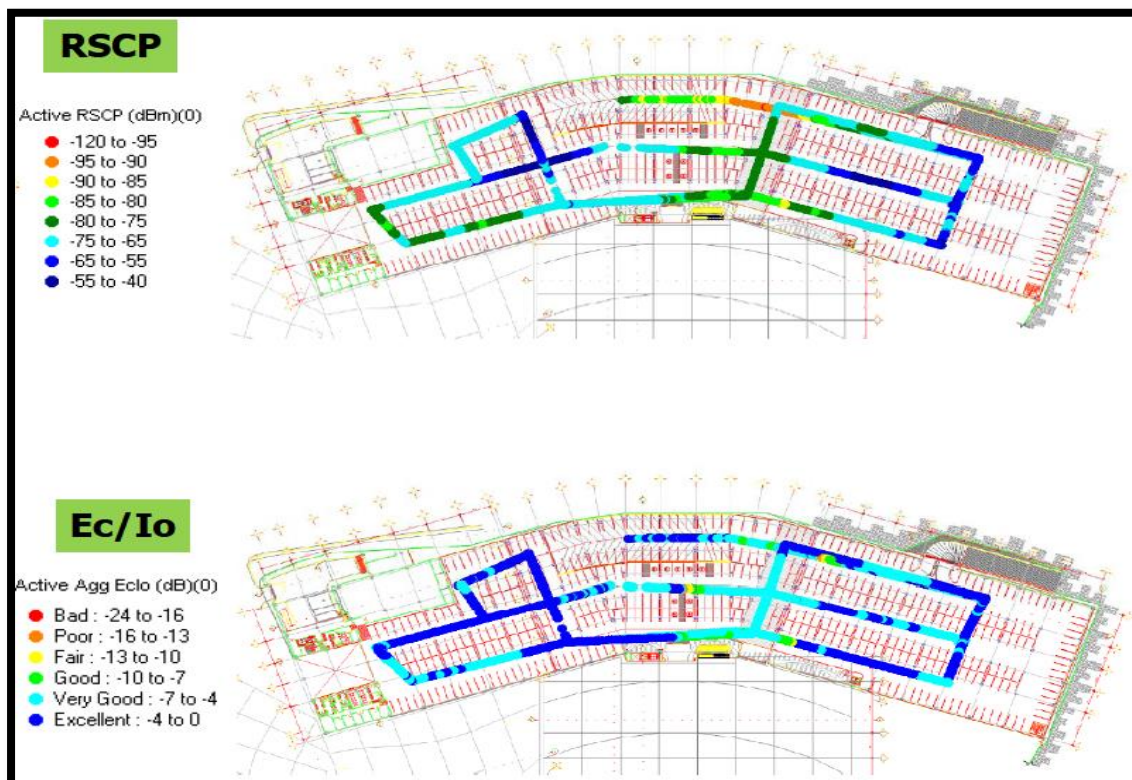 RSCP
Active RSCP (dBm)(0)
-120 to -95
-95 to -90
-90 to -85
-85 to -80
-80 to -75
-75 to -65
-65 to -55
-55 to -40
Ec/Io
Active Agg EcIo (dB)(0)
Bad : -24 to -16
Poor : -16 to -13
Fair : -13 to -10
Good : -10 to -7
Very Good : -7 to -4
Excellent : -4 to 0